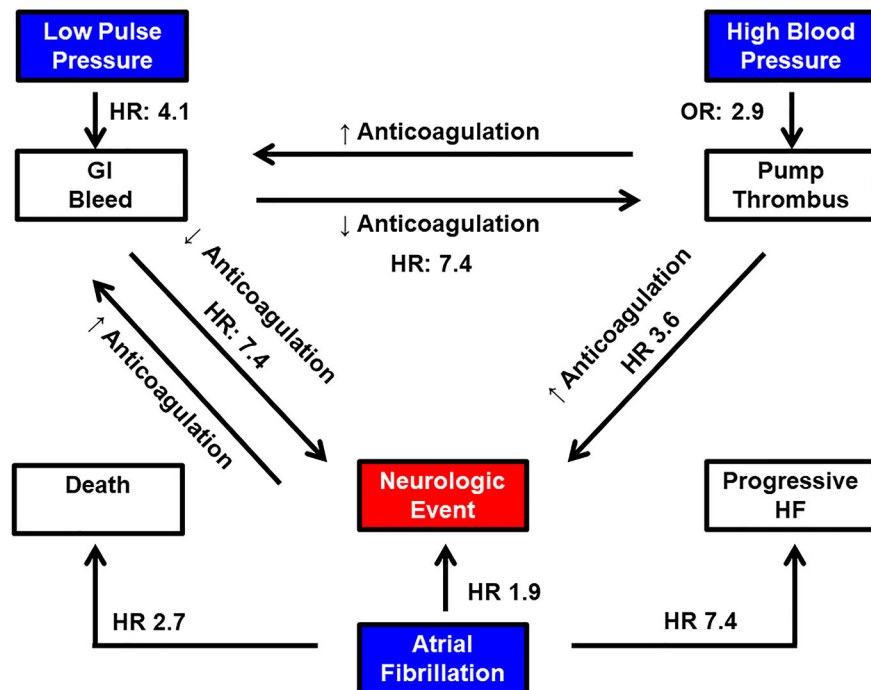 Low Pulse
Pressure
High Blood
Pressure
HR: 4.1
OR: 2.9
↑ Anticoagulation
GI
Bleed
Pump
Thrombus
↓ Anticoagulation
HR: 7.4
↓ Anticoagulation
HR: 7.4
↑ Anticoagulation
↑ Anticoagulation
HR 3.6
Death
Neurologic
Event
Progressive
HF
HR 2.7
HR 1.9
HR 7.4
Atrial
Fibrillation